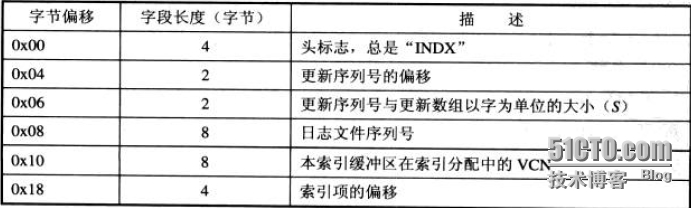 字节偏移 字段长度（字节） 描 述
0x00 4 头标志，总是“INDX”
0x04 2 更新序列号的偏移
0x06 2 更新序列号与更新数组以字为单位的大小（S）
0x08 8 日志文件序列号
0x10 8 本索引缓冲区在索引分配中的 VCN
0x18 4 索引项的偏移
51CTO.com
技术博客 Blog